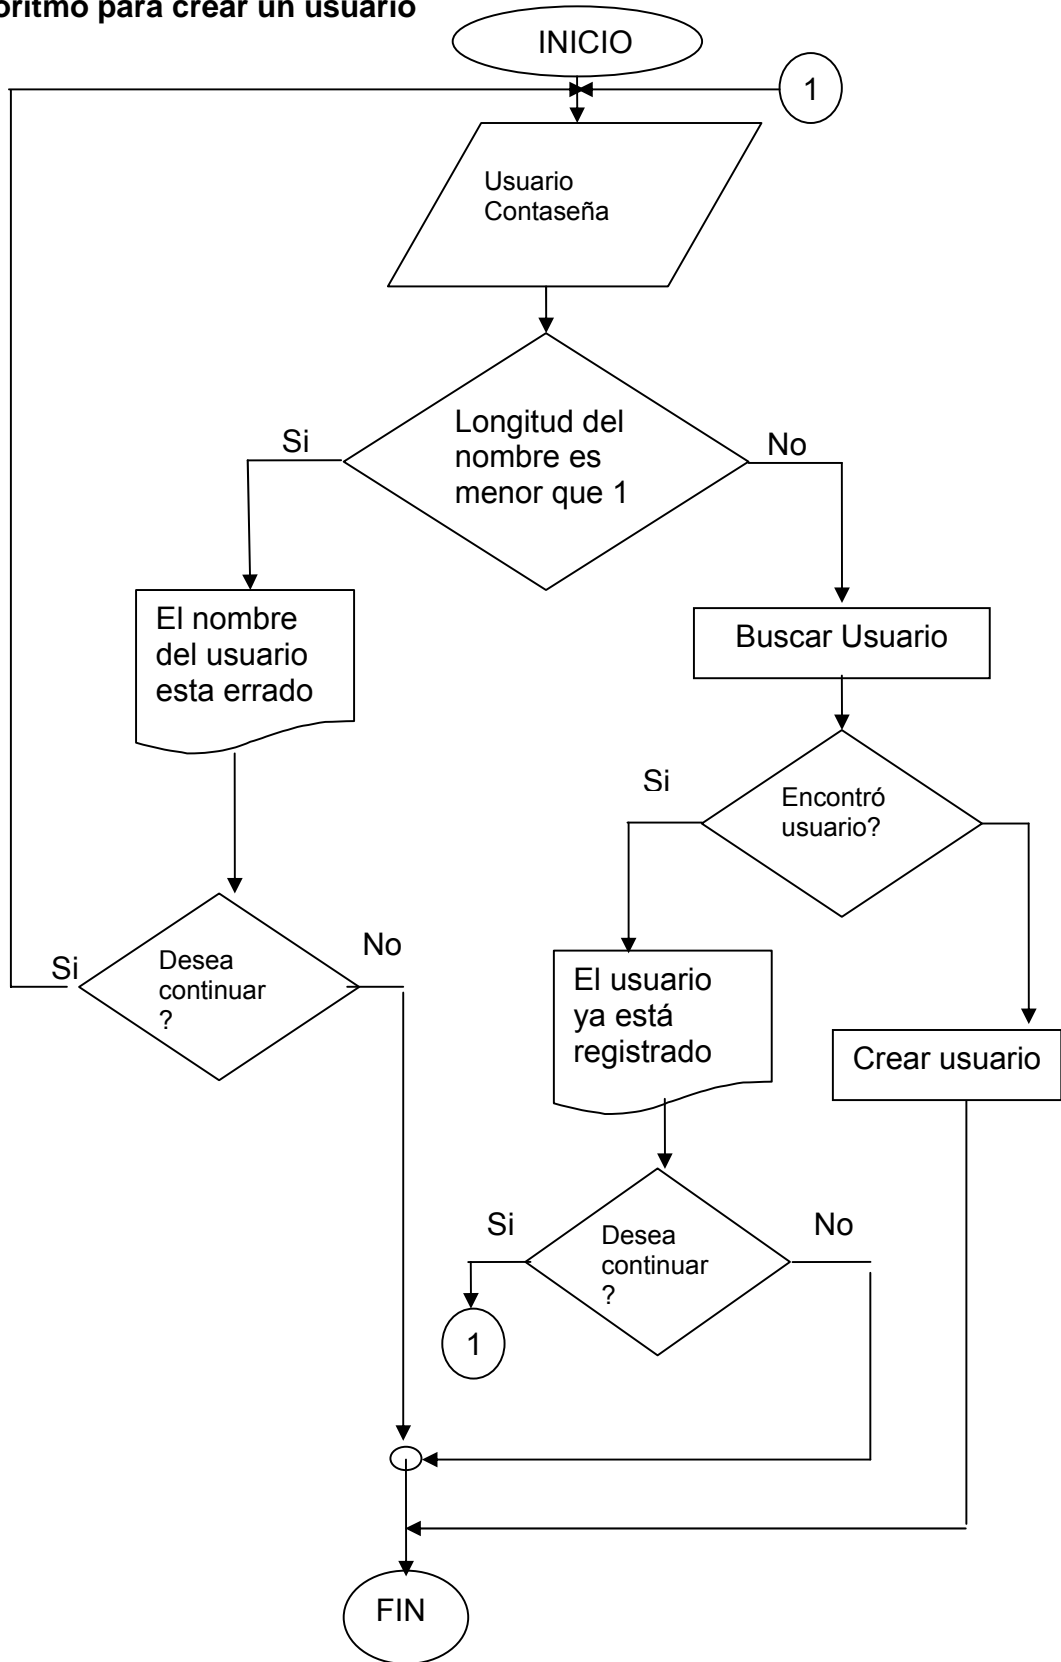 oritmo para crear un usuario
INICIO
1
Usuario
Contaseña
Si
Longitud del
nombre es
menor que 1
No
El nombre
del usuario
esta errado
Buscar Usuario
Si
Encontró
usuario?
Si
Desea
continuar
?
No
El usuario
ya está
registrado
Crear usuario
Si
Desea
continuar
?
No
1
FIN